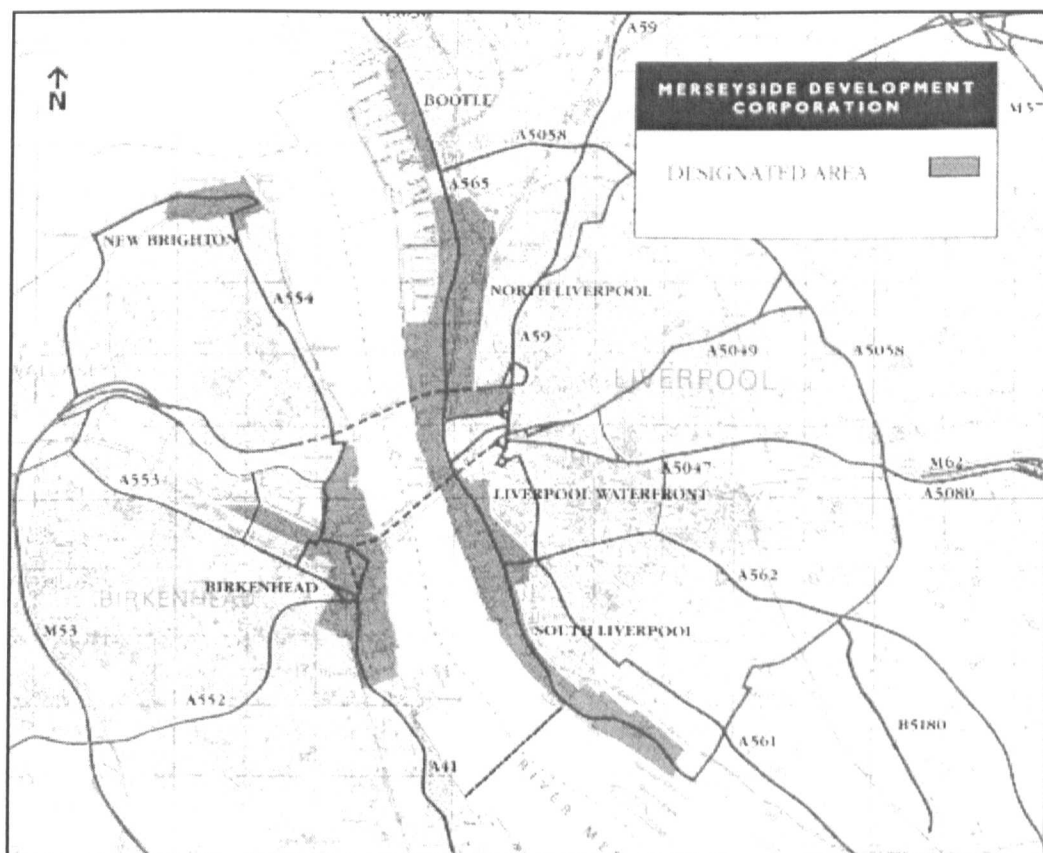 A59
N
MERSEYSIDE DEVELOPMENT
CORPORATION
DESIGNATED AREA
M57
BOOTLE
A5058
A565
NEW BRIGHTON
A554
NORTH LIVERPOOL
A59
A5049
A5058
LIVERPOOL
A553
A5047
M62
A5080
LIVERPOOL WATERFRONT
A562
BIRKENHEAD
BIRKENHEAD
M53
SOUTH LIVERPOOL
A552
B5180
A561
A41
RIVER ME